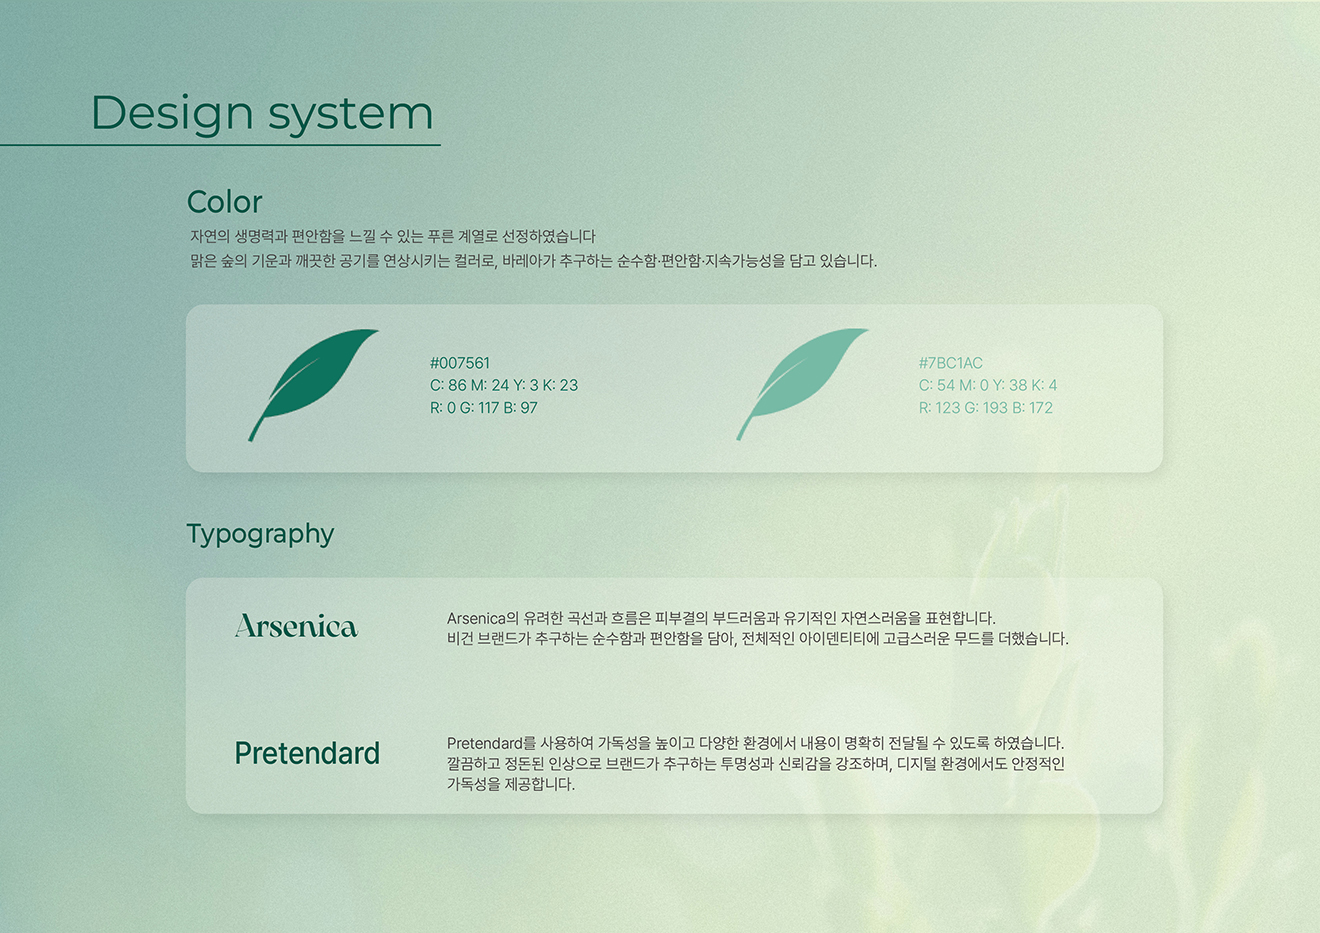 Design system
Color
자연의 생명력과 편안함을 느낄 수 있는 푸른 계열로 선정하였습니다
맑은 숲의 기운과 깨끗한 공기를 연상시키는 컬러로, 바레아가 추구하는 순수함·편안함·지속가능성을 담고 있습니다.
#007561
C: 86 M: 24 Y: 3 K: 23
R: 0 G: 117 B: 97
#7BC1AC
C: 54 M: 0 Y: 38 K: 4
R: 123 G: 193 B: 172
Typography
Arsenica
Arsenica의 유려한 곡선과 흐름은 피부결의 부드러움과 유기적인 자연스러움을 표현합니다.
비건 브랜드가 추구하는 순수함과 편안함을 담아, 전체적인 아이덴티티에 고급스러운 무드를 더했습니다.
Pretendard
Pretendard를 사용하여 가독성을 높이고 다양한 환경에서 내용이 명확히 전달될 수 있도록 하였습니다.
깔끔하고 정돈된 인상으로 브랜드가 추구하는 투명성과 신뢰감을 강조하며, 디지털 환경에서도 안정적인
가독성을 제공합니다.